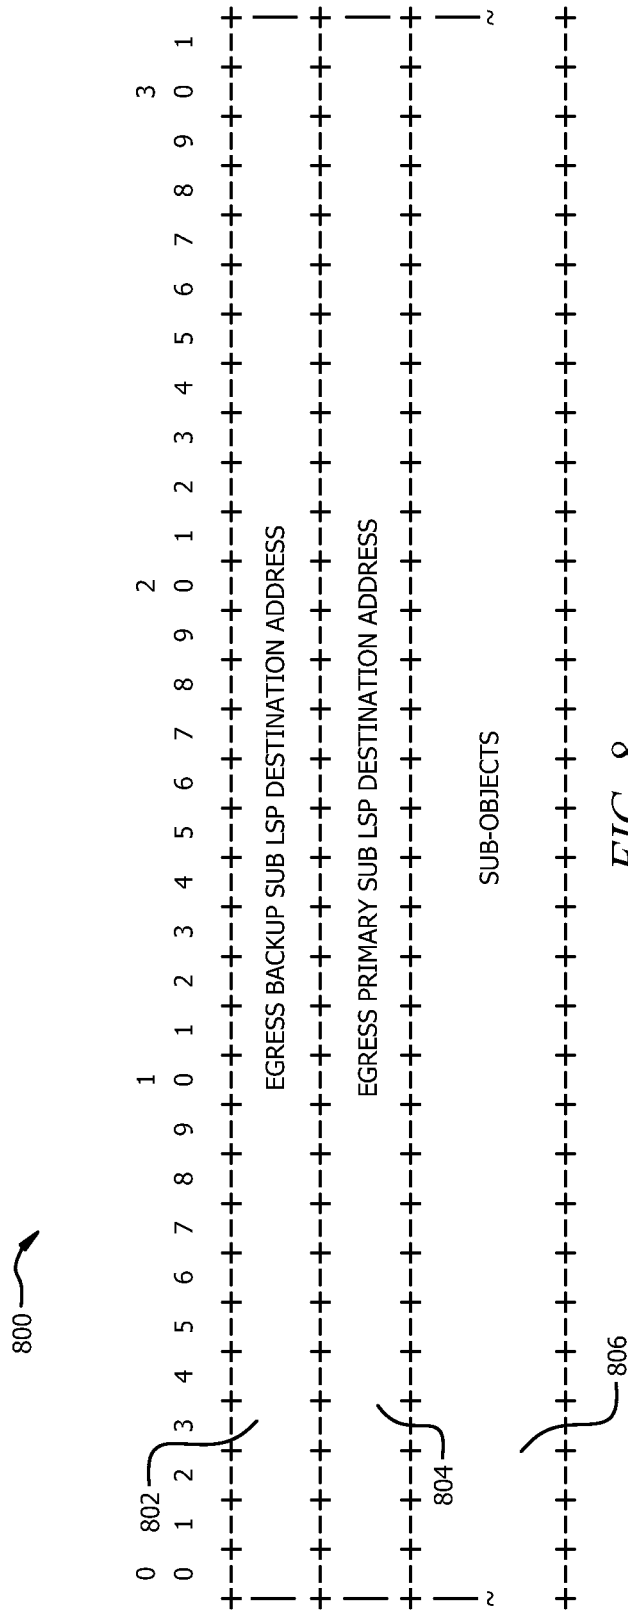 800
0 1 2 3
0 1 2 3 4 5 6 7 8 9 0 1 2 3 4 5 6 7 8 9 0 1 2 3 4 5 6 7 8 9 0 1
802
EGRESS BACKUP SUB LSP DESTINATION ADDRESS
804
EGRESS PRIMARY SUB LSP DESTINATION ADDRESS
SUB-OBJECTS
806
FIG. 8